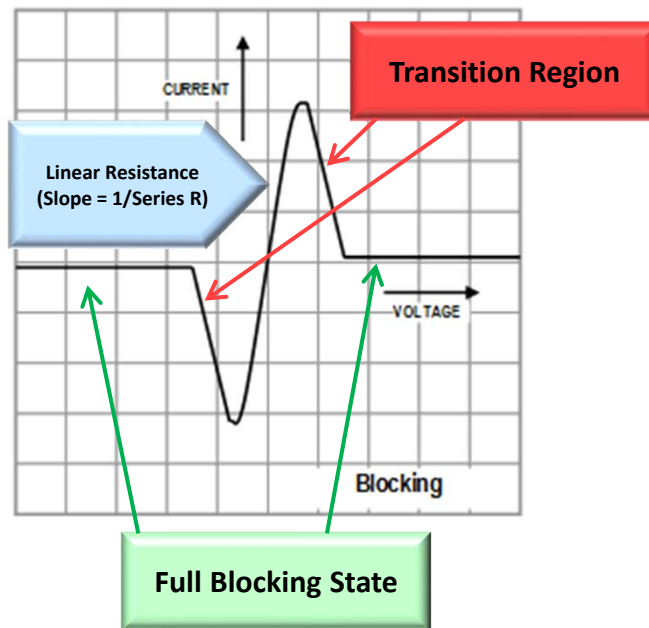 Transition Region
CURRENT
Linear Resistance
(Slope = 1/Series R)
VOLTAGE
Blocking
Full Blocking State